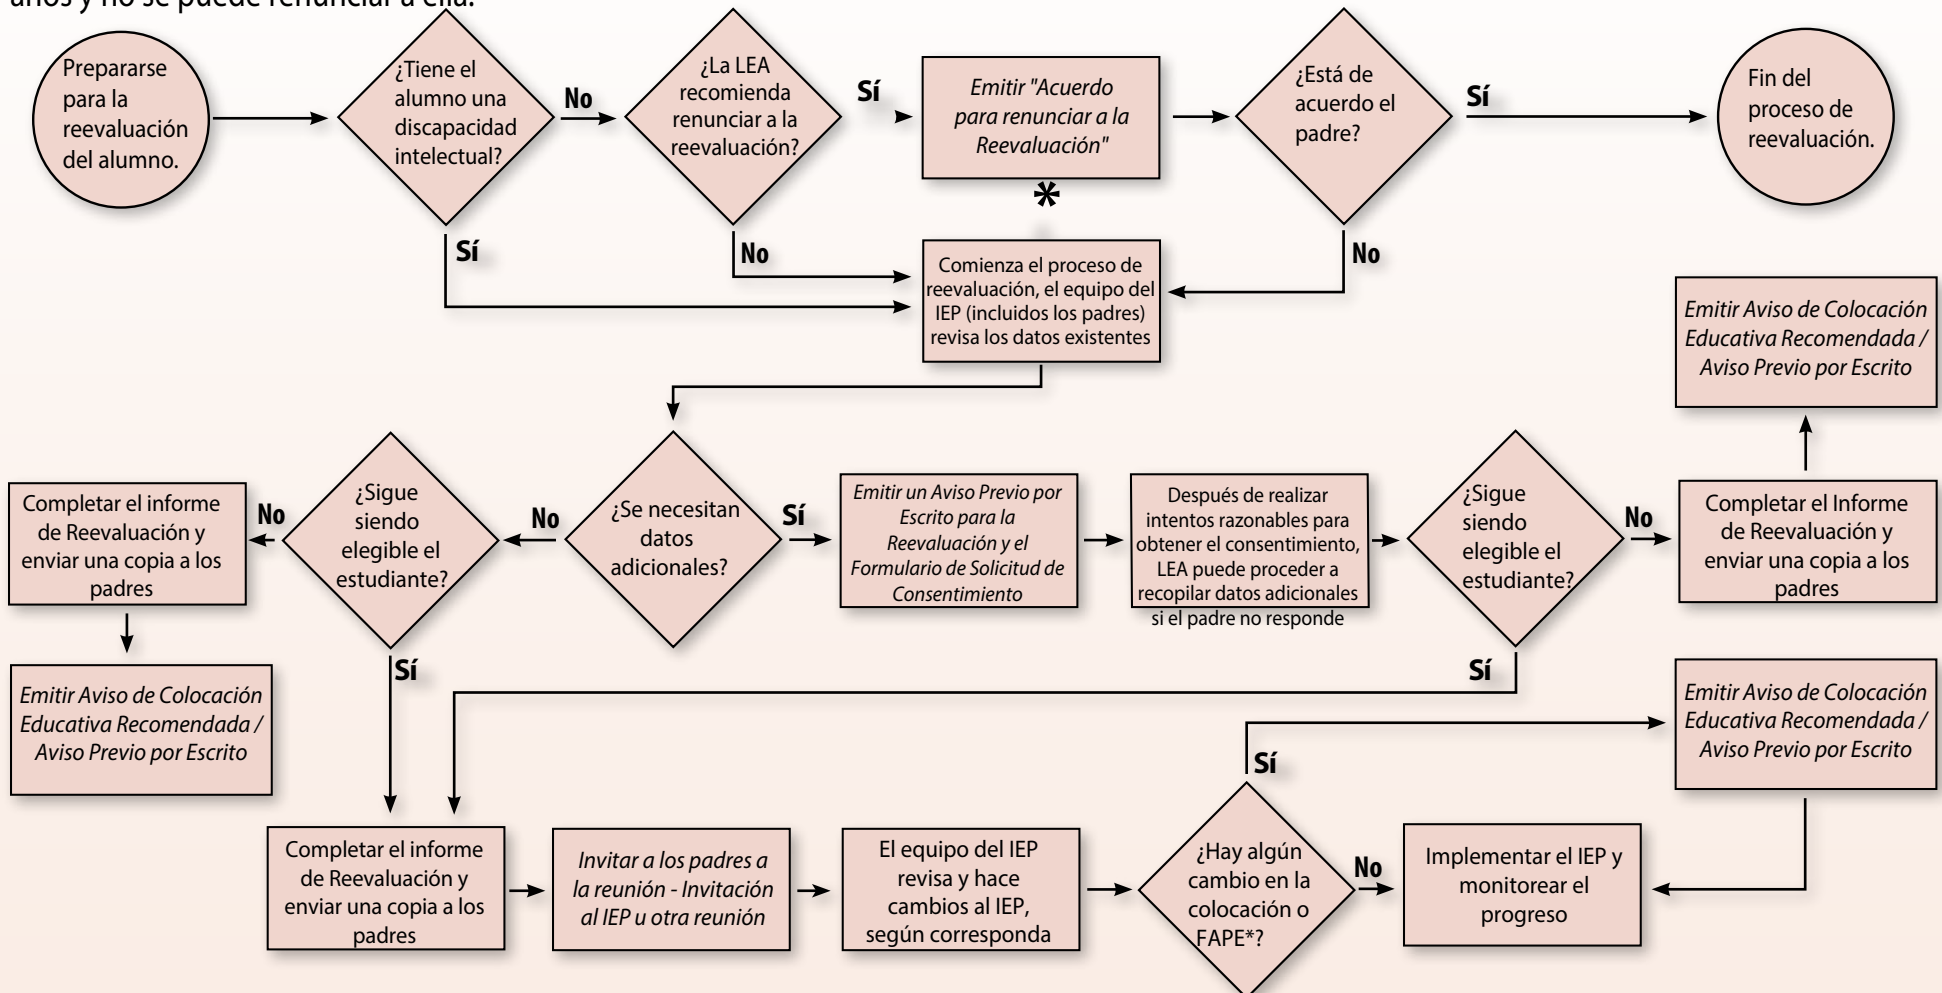 años y no se puede renunciar a ella.
Prepararse
para la
reevaluación
del alumno.
¿Tiene el
alumno una
discapacidad
intelectual?
No
Sí
¿La LEA
recomienda
renunciar a la
reevaluación?
Sí
No
Emitir "Acuerdo
para renunciar a la
Reevaluación"
*
¿Está de
acuerdo el
padre?
Sí
No
Fin del
proceso de
reevaluación.
Comienza el proceso de
reevaluación, el equipo del
IEP (incluidos los padres)
revisa los datos existentes
Emitir Aviso de Colocación
Educativa Recomendada /
Aviso Previo por Escrito
Completar el informe
de Reevaluación y
enviar una copia a los
padres
No
¿Sigue
siendo
elegible el
estudiante?
No
¿Se necesitan
datos
adicionales?
Sí
Emitir un Aviso Previo por
Escrito para la
Reevaluación y el
Formulario de Solicitud de
Consentimiento
Después de realizar
intentos razonables para
obtener el consentimiento,
LEA puede proceder a
recopilar datos adicionales
si el padre no responde
¿Sigue
siendo
elegible el
estudiante?
No
Completar el Informe
de Reevaluación y
enviar una copia a los
padres
Sí
Sí
Emitir Aviso de Colocación
Educativa Recomendada /
Aviso Previo por Escrito
Emitir Aviso de Colocación
Educativa Recomendada /
Aviso Previo por Escrito
Completar el informe
de Reevaluación y
enviar una copia a los
padres
Invitar a los padres a
la reunión - Invitación
al IEP u otra reunión
El equipo del IEP
revisa y hace
cambios al IEP,
según corresponda
Sí
¿Hay algún
cambio en la
colocación o
FAPE*?
No
Implementar el IEP y
monitorear el
progreso